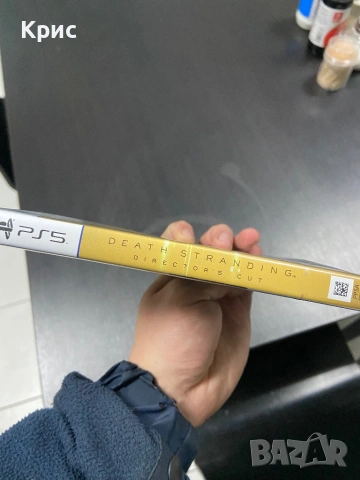 Крис
PS5
DEATH STRANDING
DIRECTOR'S CUT
BAZAR